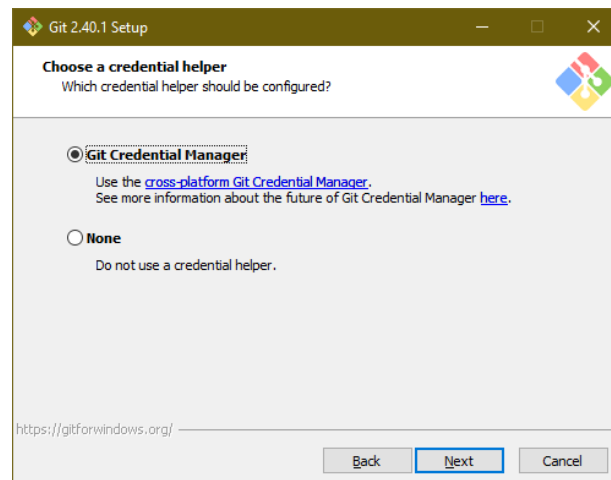 Git 2.40.1 Setup
Choose a credential helper
Which credential helper should be configured?
Git Credential Manager
Use the cross-platform Git Credential Manager.
See more information about the future of Git Credential Manager here.
None
Do not use a credential helper.
https://gitforwindows.org/
Back Next Cancel